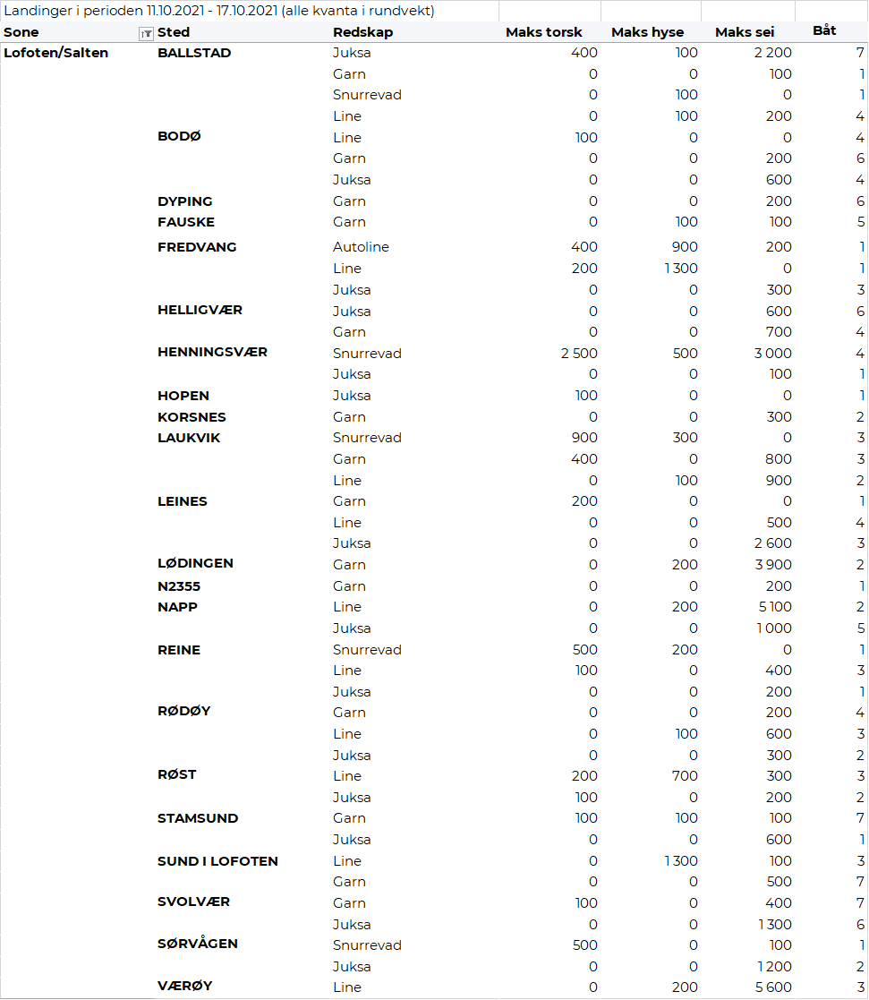 Landinger i perioden 11.10.2021 - 17.10.2021 (alle kvanta i rundvekt)
Sone Sted Redskap Maks torsk Maks hyse Maks sei Båt
Lofoten/Salten BALLSTAD Juksa 400 100 2 200 7
Garn 0 0 100 1
Snurrevad 0 100 0 1
Line 0 100 200 4
BODØ Line 100 0 0 4
Garn 0 0 200 6
Juksa 0 0 600 4
DYPING Garn 0 0 200 6
FAUSKE Garn 0 100 100 5
FREDVANG Autoline 400 900 200 1
Line 200 1 300 0 1
Juksa 0 0 300 3
HELLIGVÆR Juksa 0 0 600 6
Garn 0 0 700 4
HENNINGSVÆR Snurrevad 2 500 500 3 000 4
Juksa 0 0 100 1
HOPEN Juksa 100 0 0 1
KORSNES Garn 0 0 300 2
LAUKVIK Snurrevad 900 300 0 3
Garn 400 0 800 3
Line 0 100 900 2
LEINES Garn 200 0 0 1
Line 0 0 500 4
Juksa 0 0 2 600 3
LØDINGEN Garn 0 200 3 900 2
N2355 Garn 0 0 200 1
NAPP Line 0 200 5 100 2
Juksa 0 0 1 000 5
REINE Snurrevad 500 200 0 1
Line 100 0 400 3
Juksa 0 0 200 1
RØDØY Garn 0 0 200 4
Line 0 100 600 3
Juksa 0 0 300 2
RØST Line 200 700 300 3
Juksa 100 0 200 2
STAMSUND Garn 100 100 100 7
Juksa 0 0 600 1
SUND I LOFOTEN Line 0 1 300 100 3
Garn 0 0 500 7
SVOLVÆR Garn 100 0 400 7
Juksa 0 0 1 300 6
SØRVÅGEN Snurrevad 500 0 100 1
Juksa 0 0 1 200 2
VÆRØY Line 0 200 5 600 3